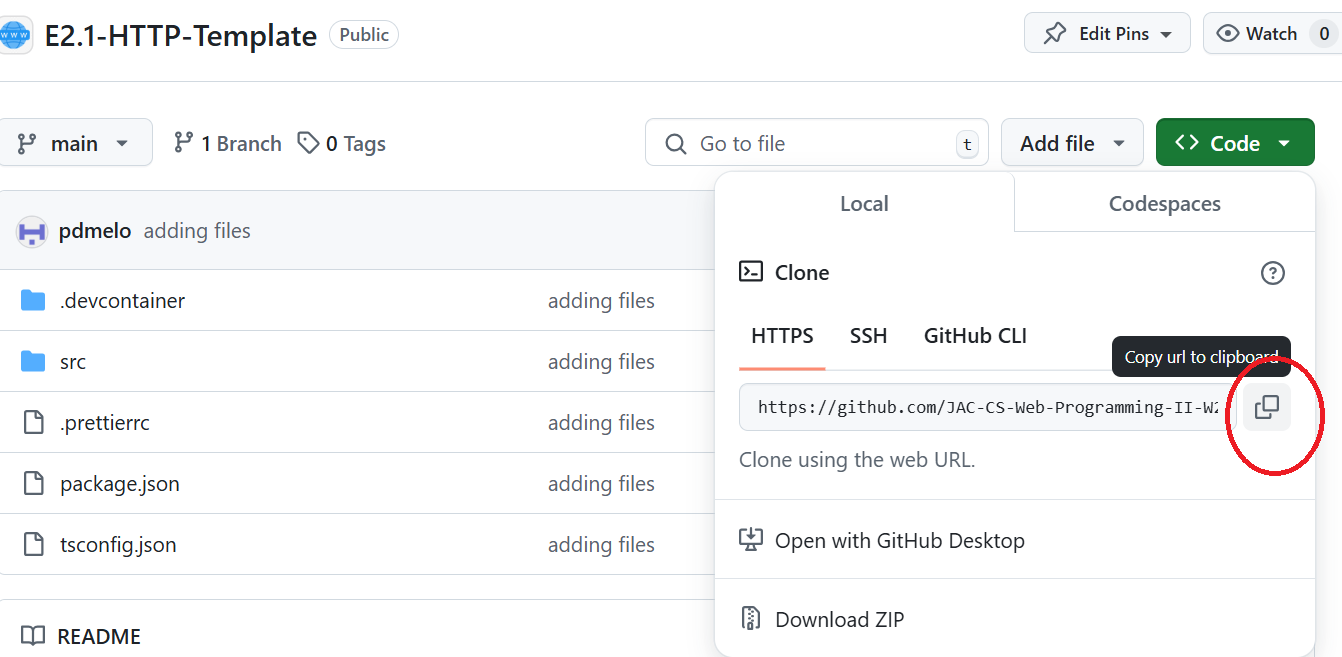 www
E2.1-HTTP-Template Public
Edit Pins
Watch 0
main
1 Branch
0 Tags
Go to file t
Add file
Code
Local Codespaces
pdmelo adding files
Clone
.devcontainer adding files
HTTPS SSH GitHub CLI
Copy url to clipboard
src adding files
https://github.com/JAC-CS-Web-Programming-II-W2
.prettierrc adding files
Clone using the web URL.
package.json adding files
Open with GitHub Desktop
tsconfig.json adding files
Download ZIP
README